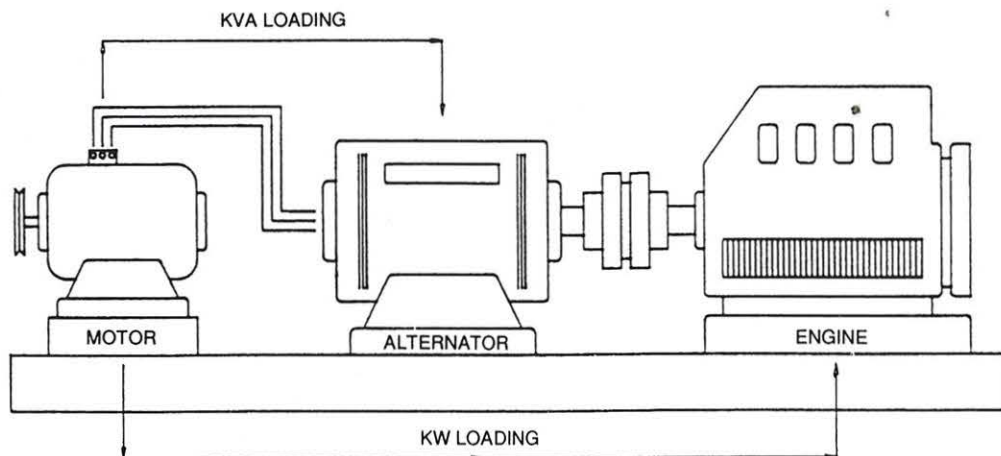 KVA LOADING
MOTOR
ALTERNATOR
ENGINE
KW LOADING